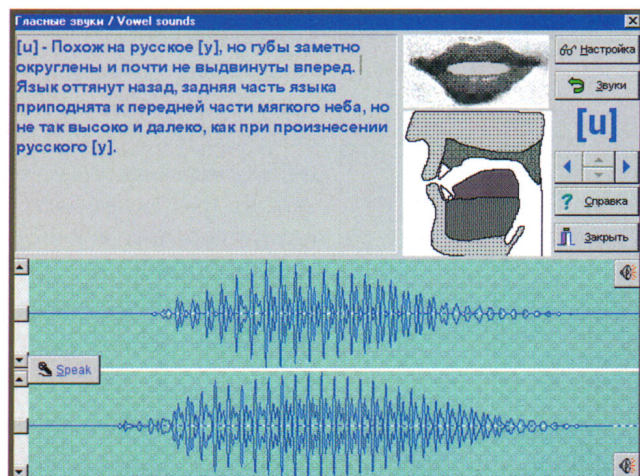 Гласные звуки / Vowel sounds
[u] - Похож на русское [у], но губы заметно
округлены и почти не выдвинуты вперед.
Язык оттянут назад, задняя часть языка
приподнята к передней части мягкого неба, но
не так высоко и далеко, как при произнесении
русского [у].
Настройка
Звуки
[u]
? Справка
Закрыть
Speak